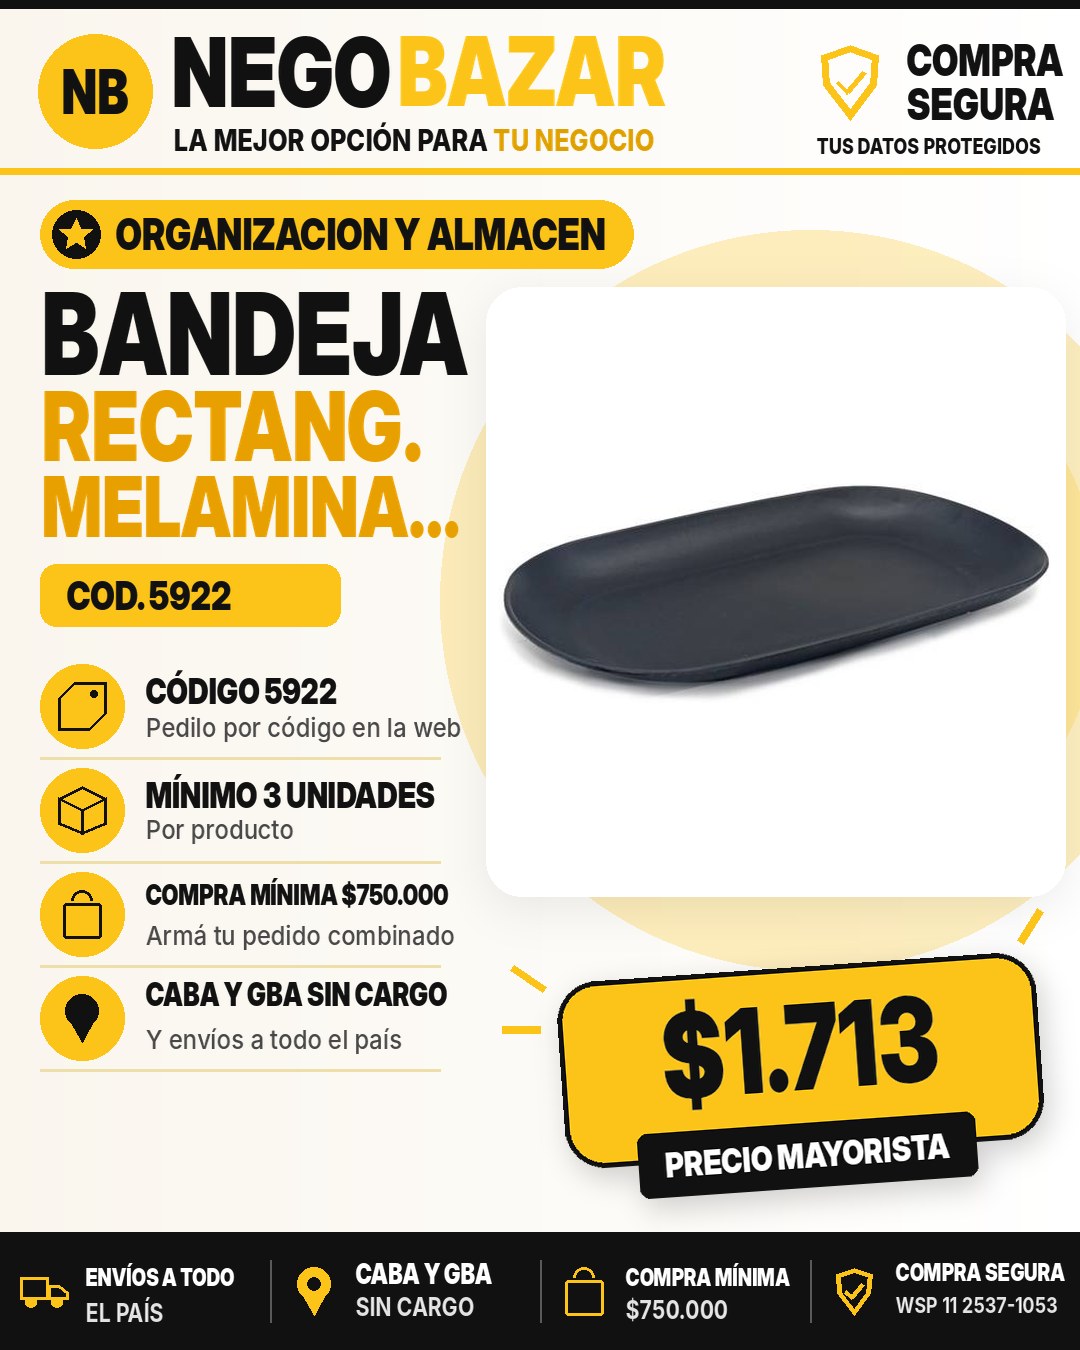 NB
NEGOBAZAR
LA MEJOR OPCIÓN PARA TU NEGOCIO
COMPRA
SEGURA
TUS DATOS PROTEGIDOS
ORGANIZACION Y ALMACEN
BANDEJA
RECTANG.
MELAMINA...
COD. 5922
CÓDIGO 5922
Pedilo por código en la web
MÍNIMO 3 UNIDADES
Por producto
COMPRA MÍNIMA $750.000
Armá tu pedido combinado
CABA Y GBA SIN CARGO
Y envíos a todo el país
$1.713
PRECIO MAYORISTA
ENVÍOS A TODO
EL PAÍS
CABA Y GBA
SIN CARGO
COMPRA MÍNIMA
$750.000
COMPRA SEGURA
WSP 11 2537-1053